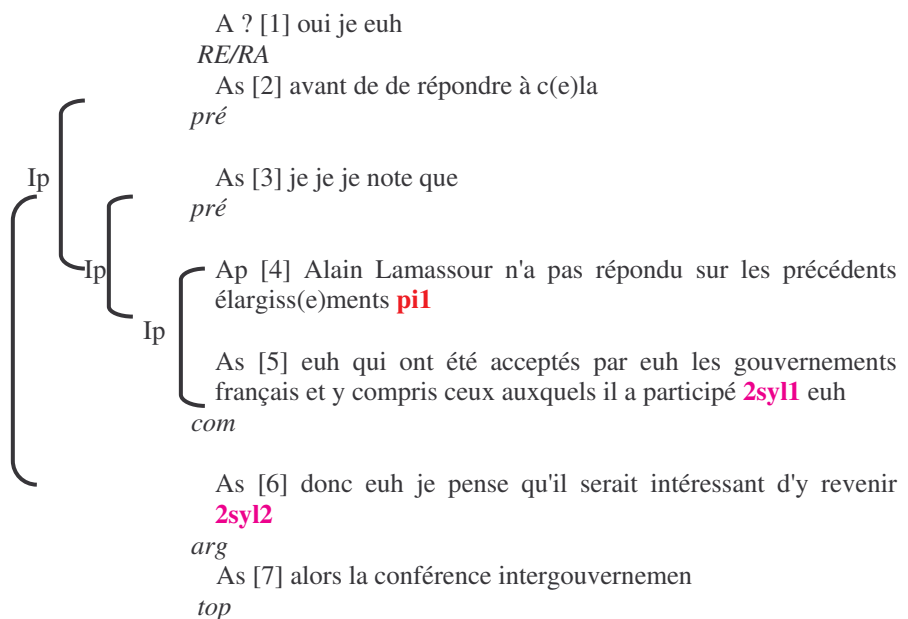 A ? [1] oui je euh
RE/RA
As [2] avant de de répondre à c(e)la
pré
Ip
As [3] je je je note que
pré
Ip
Ap [4] Alain Lamassour n'a pas répondu sur les précédents
élargiss(e)ments pi1
Ip
As [5] euh qui ont été acceptés par euh les gouvernements
français et y compris ceux auxquels il a participé 2syl1 euh
com
As [6] donc euh je pense qu'il serait intéressant d'y revenir
2syl2
arg
As [7] alors la conférence intergouvernemen
top